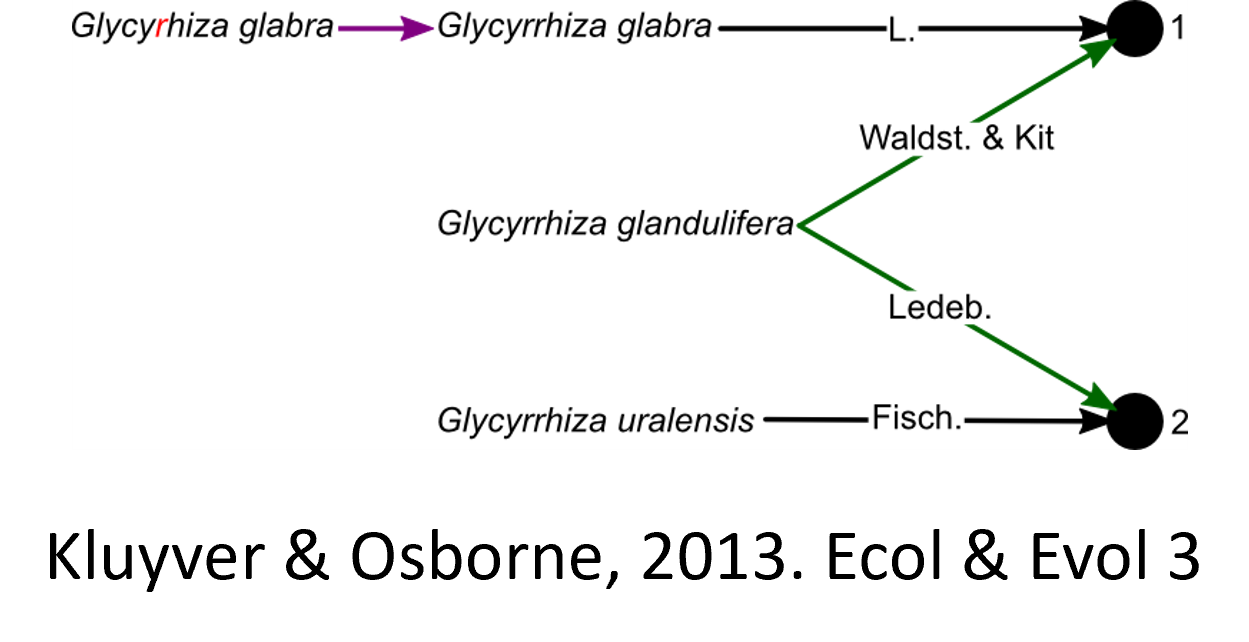 Glycyrhiza glabra Glycyrrhiza glabra L. 1
Waldst. & Kit
Glycyrrhiza glandulifera
Ledeb.
Glycyrrhiza uralensis Fisch. 2
Kluyver & Osborne, 2013. Ecol & Evol 3